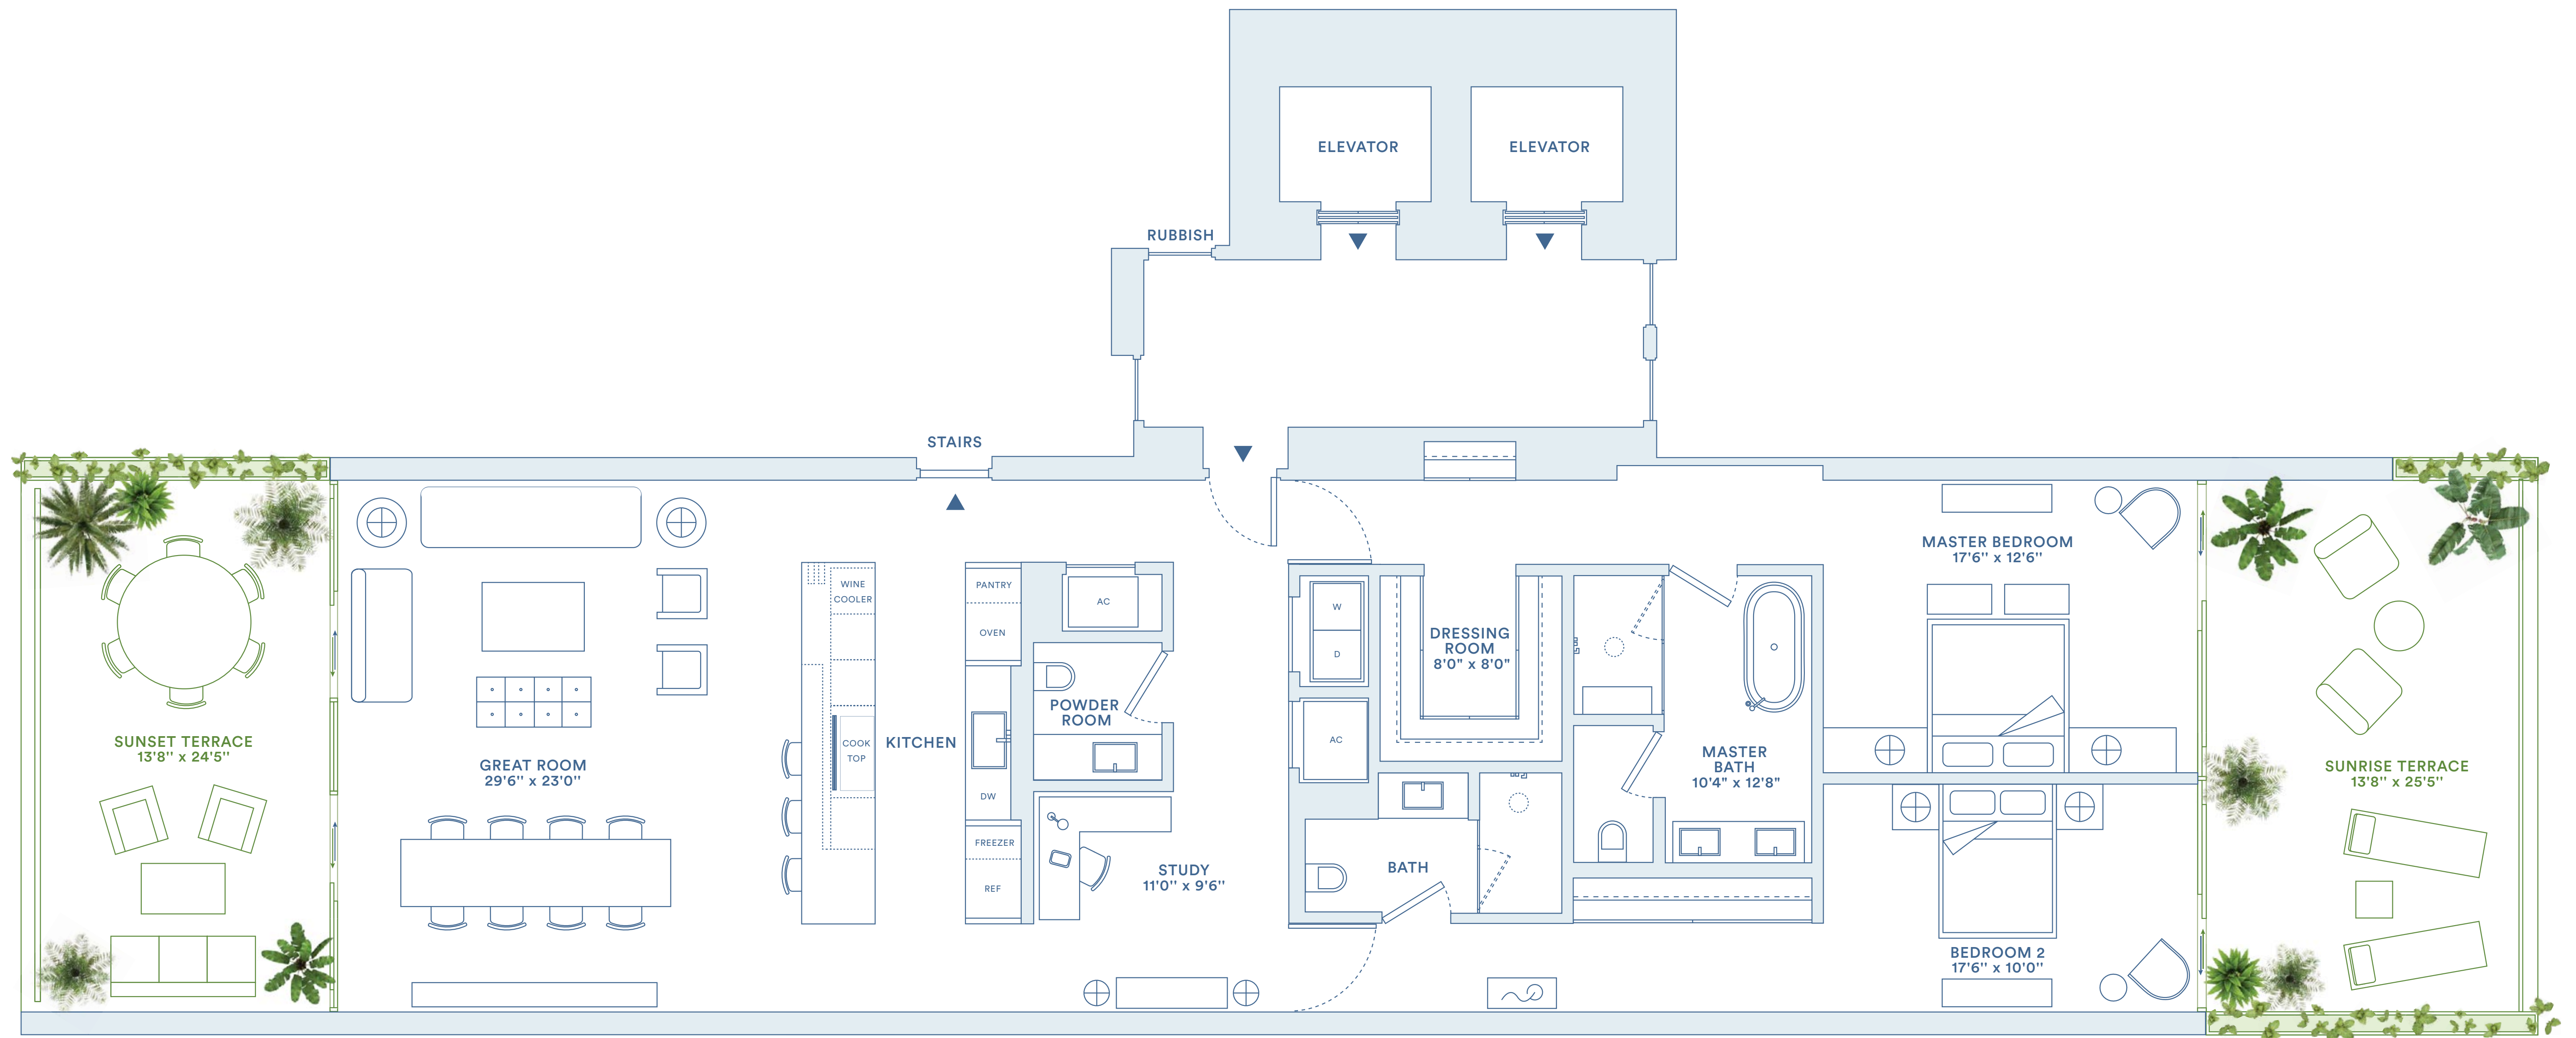 ELEVATOR
ELEVATOR
RUBBISH
STAIRS
MASTER BEDROOM
17'6'' x 12'6''
WINE
COOLER
PANTRY
OVEN
AC
W
D
DRESSING
ROOM
8'0" x 8'0"
POWDER
ROOM
SUNSET TERRACE
13'8'' x 24'5''
GREAT ROOM
29'6'' x 23'0''
COOK
TOP
KITCHEN
AC
MASTER
BATH
10'4" x 12'8"
SUNRISE TERRACE
13'8'' x 25'5''
DW
FREEZER
REF
STUDY
11'0'' x 9'6''
BATH
BEDROOM 2
17'6'' x 10'0''